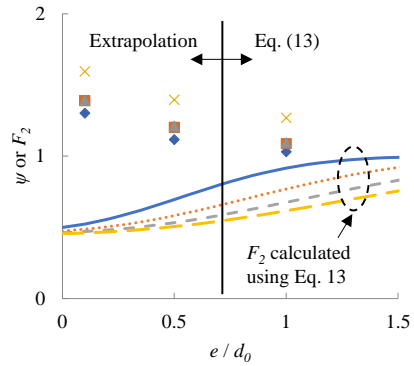 Extrapolation
Eq. (13)
ψ or F2
2
1
0
F2 calculated
using Eq. 13
0
0.5
1
1.5
e / d0